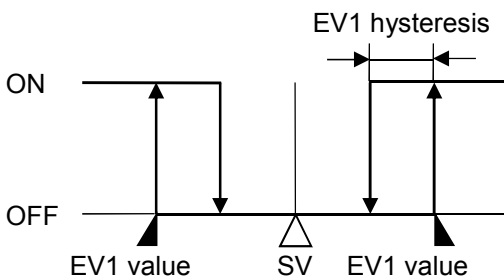 EV1 hysteresis
ON
OFF
EV1 value SV EV1 value